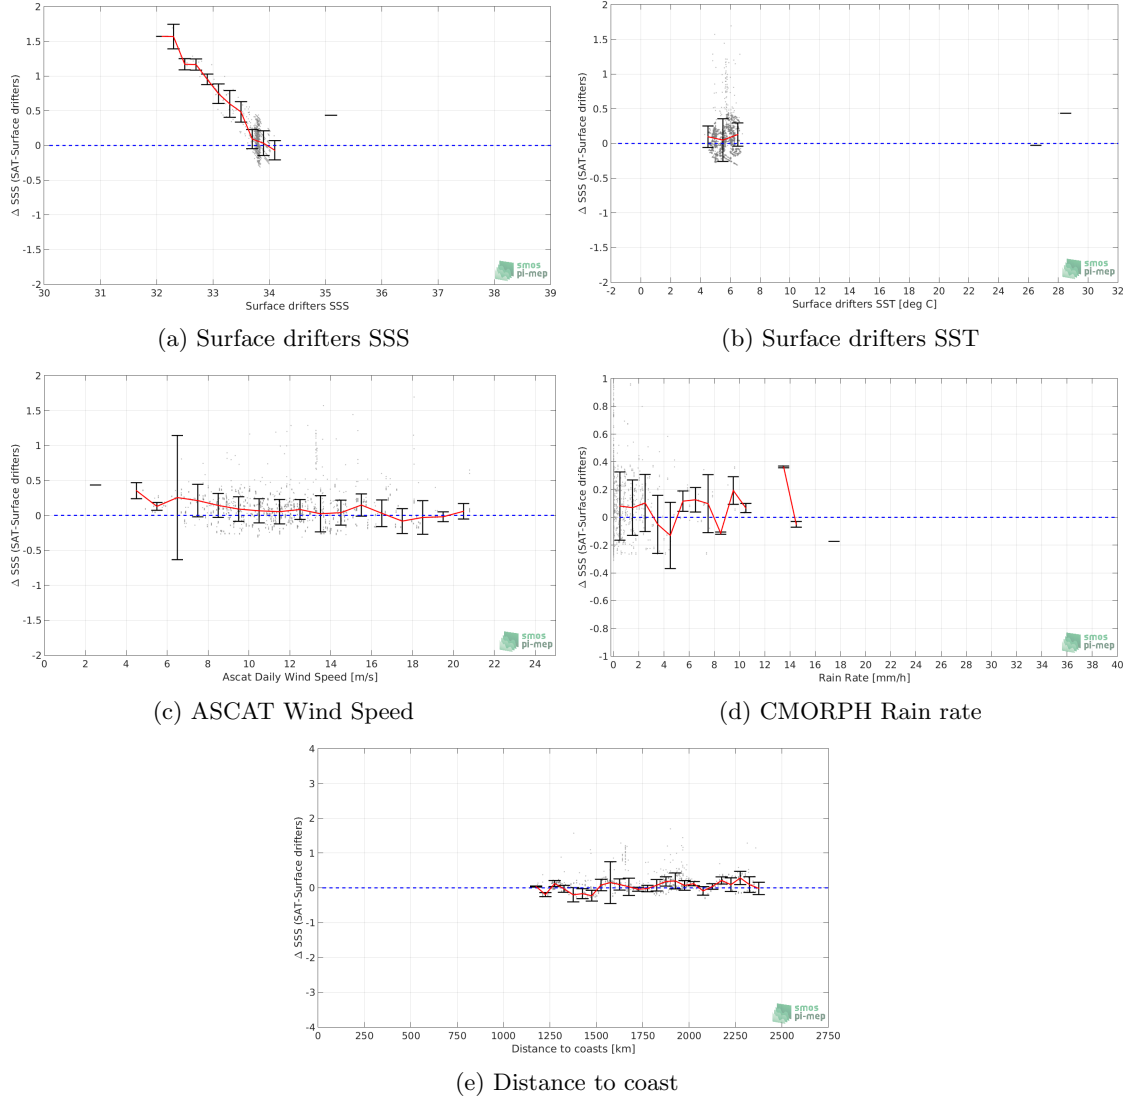 2
1.5
1
0.5
0
-0.5
-1
-1.5
-2
Δ SSS (SAT-Surface drifters)
30 31 32 33 34 35 36 37 38 39
Surface drifters SSS
smos
pi-mep
(a) Surface drifters SSS
2
1.5
1
0.5
0
-0.5
-1
-1.5
-2
Δ SSS (SAT-Surface drifters)
-2 0 2 4 6 8 10 12 14 16 18 20 22 24 26 28 30 32
Surface drifters SST [deg C]
smos
pi-mep
(b) Surface drifters SST
2
1.5
1
0.5
0
-0.5
-1
-1.5
-2
Δ SSS (SAT-Surface drifters)
0 2 4 6 8 10 12 14 16 18 20 22 24
Ascat Daily Wind Speed [m/s]
smos
pi-mep
(c) ASCAT Wind Speed
1
0.8
0.6
0.4
0.2
0
-0.2
-0.4
-0.6
-0.8
-1
Δ SSS (SAT-Surface drifters)
0 2 4 6 8 10 12 14 16 18 20 22 24 26 28 30 32 34 36 38 40
Rain Rate [mm/h]
smos
pi-mep
(d) CMORPH Rain rate
4
3
2
1
0
-1
-2
-3
-4
Δ SSS (SAT-Surface drifters)
0 250 500 750 1000 1250 1500 1750 2000 2250 2500 2750
Distance to coasts [km]
smos
pi-mep
(e) Distance to coast